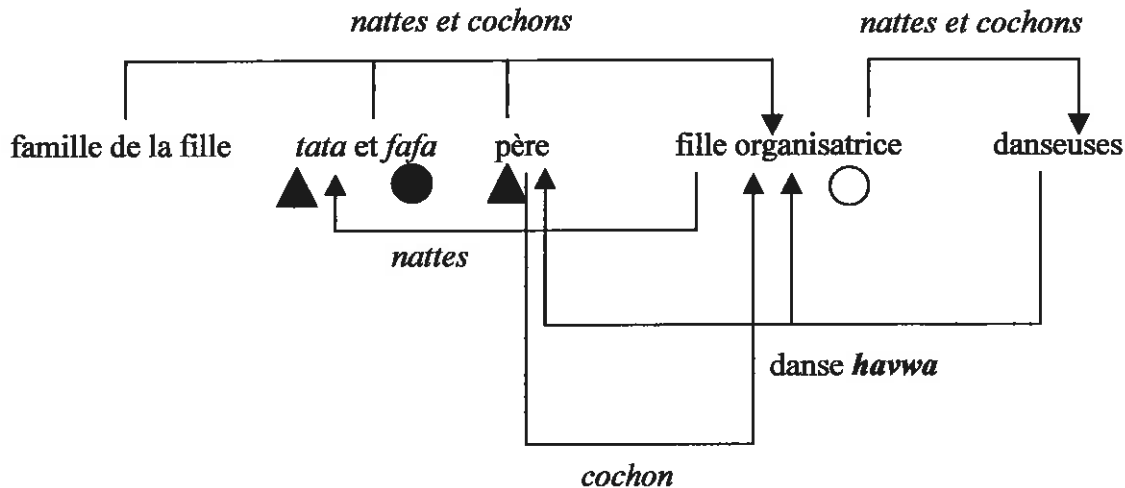 nattes et cochons
nattes et cochons
famille de la fille
tata et fafa
père
fille organisatrice
danseuses
nattes
danse havwa
cochon